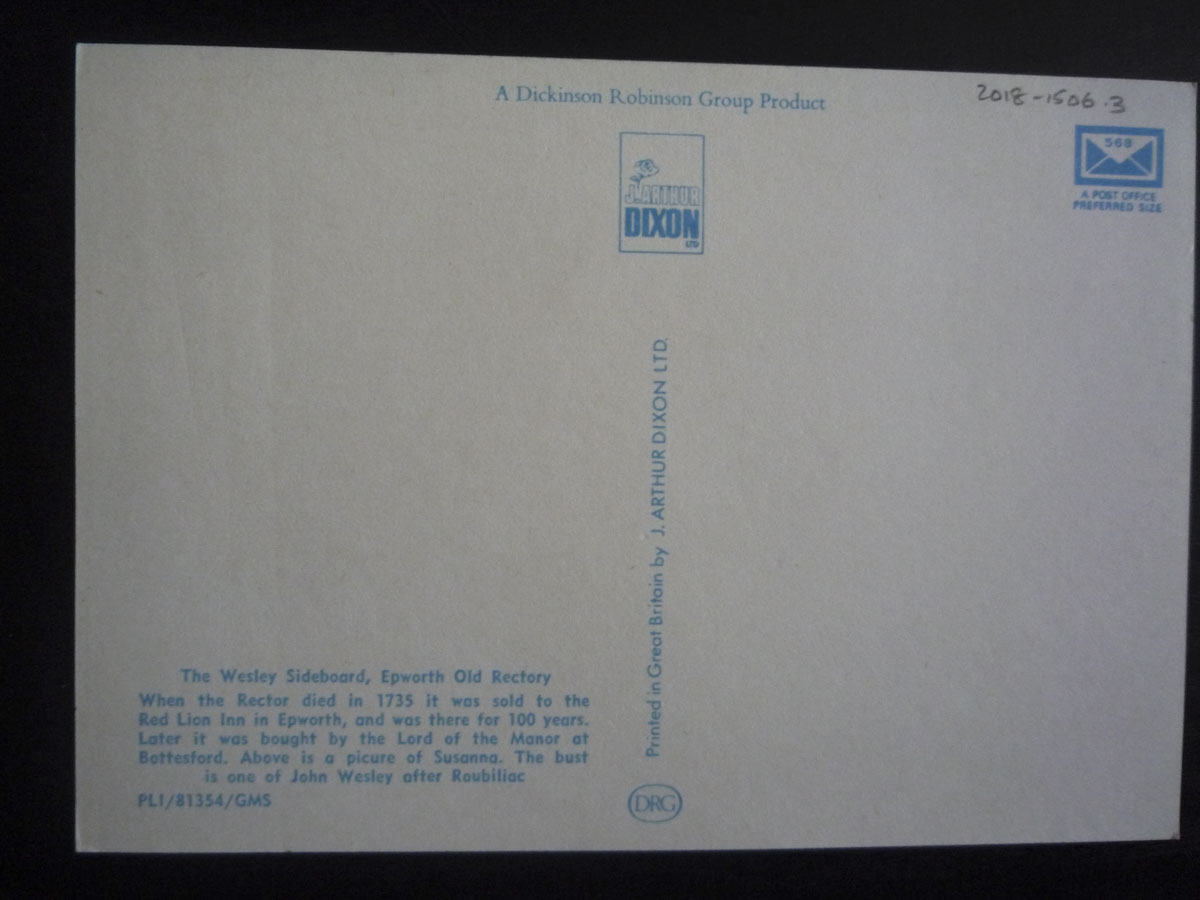 A Dickinson Robinson Group Product
2018-1506.3
568
A POST OFFICE
PREFERRED SIZE
J. ARTHUR
DIXON
LTD
Printed in Great Britain by J. ARTHUR DIXON LTD.
The Wesley Sideboard, Epworth Old Rectory
When the Rector died in 1735 it was sold to the
Red Lion Inn in Epworth, and was there for 100 years.
Later it was bought by the Lord of the Manor at
Bottesford. Above is a picure of Susanna. The bust
is one of John Wesley after Roubiliac
PL1/81354/GMS
DRG